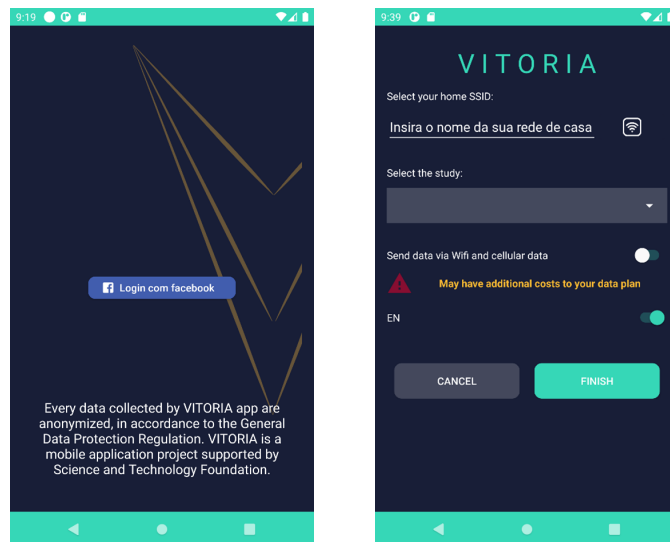 9:19
Login com facebook
Every data collected by VITORIA app are
anonymized, in accordance to the General
Data Protection Regulation. VITORIA is a
mobile application project supported by
Science and Technology Foundation.
9:39
VITORIA
Select your home SSID:
Insira o nome da sua rede de casa
Select the study:
Send data via Wifi and cellular data
May have additional costs to your data plan
EN
CANCEL
FINISH